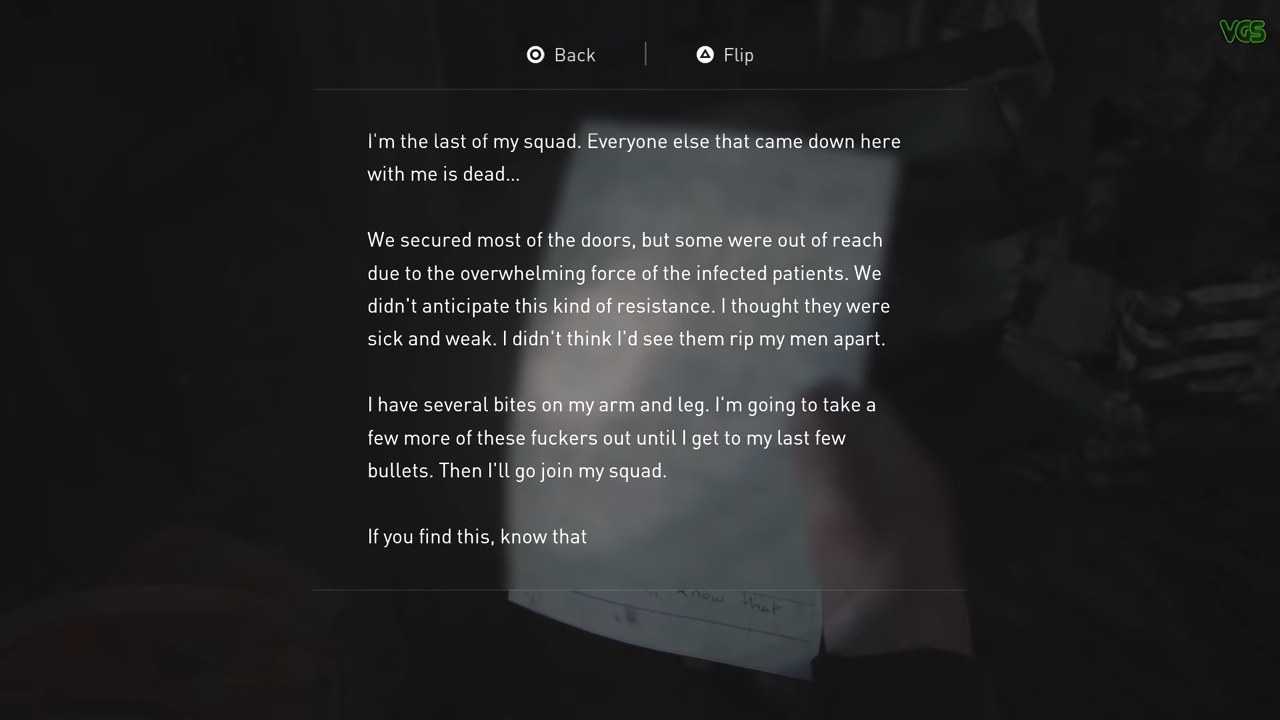 Back
Flip
VGS
I'm the last of my squad. Everyone else that came down here
with me is dead...
We secured most of the doors, but some were out of reach
due to the overwhelming force of the infected patients. We
didn't anticipate this kind of resistance. I thought they were
sick and weak. I didn't think I'd see them rip my men apart.
I have several bites on my arm and leg. I'm going to take a
few more of these fuckers out until I get to my last few
bullets. Then I'll go join my squad.
If you find this, know that
know that